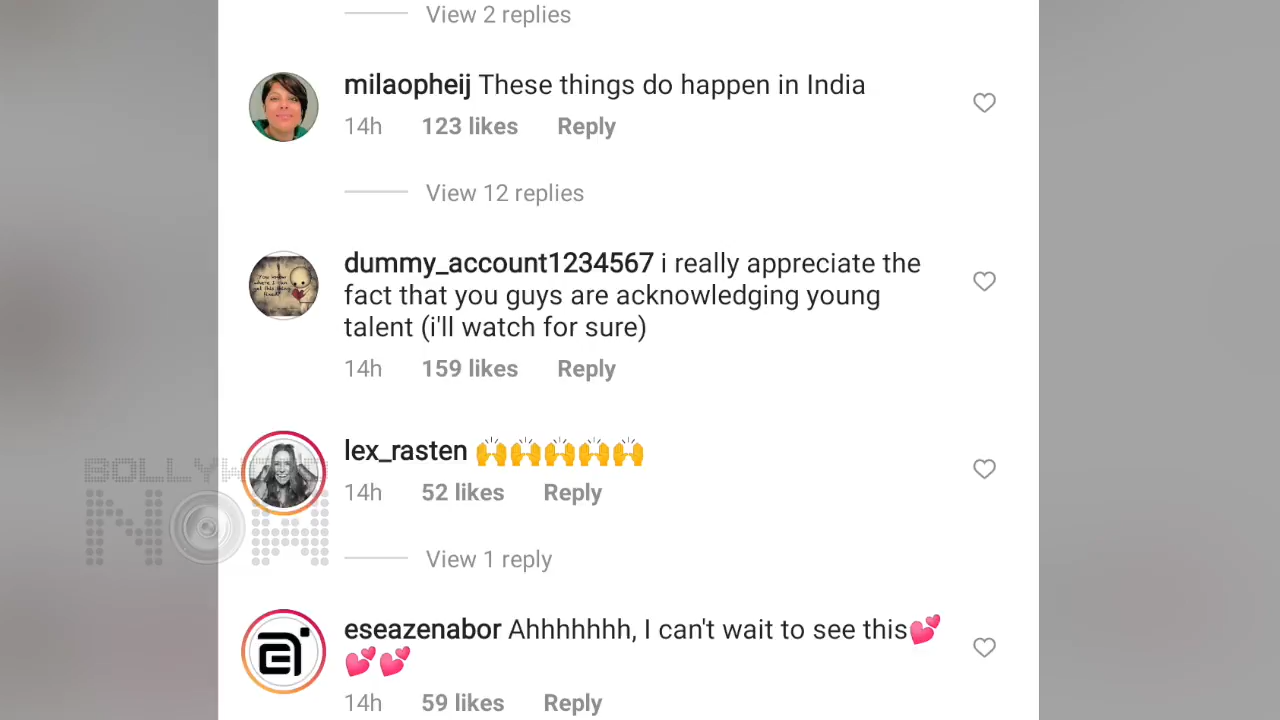 View 2 replies
milaopheij These things do happen in India
14h 123 likes Reply
View 12 replies
dummy_account1234567 i really appreciate the
fact that you guys are acknowledging young
talent (i'll watch for sure)
14h 159 likes Reply
lex_rasten 🙌🙌🙌🙌🙌
14h 52 likes Reply
BOLLYWOOD
NOW
View 1 reply
eseazenabor Ahhhhhhh, I can't wait to see this💕
💕💕
14h 59 likes Reply